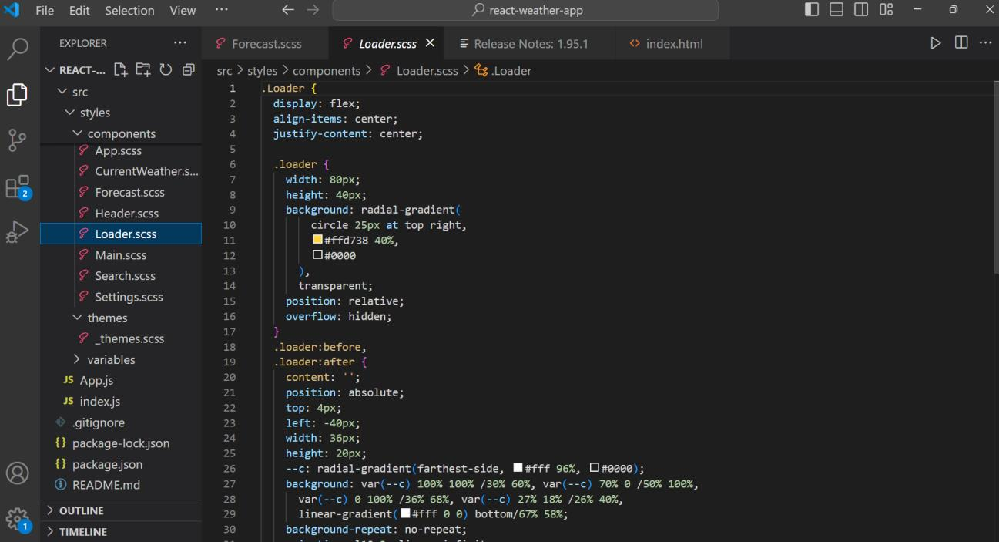 File Edit Selection View ··· react-weather-app
EXPLORER ···
REACT-...
src
styles
components
App.scss
CurrentWeather.s...
Forecast.scss
Header.scss
Loader.scss
Main.scss
Search.scss
Settings.scss
themes
_themes.scss
variables
JS App.js
JS index.js
.gitignore
{} package-lock.json
{} package.json
README.md
OUTLINE
TIMELINE
2
1
Forecast.scss Loader.scss Release Notes: 1.95.1 <> index.html
src > styles > components > Loader.scss > .Loader
1 .Loader {
2 display: flex;
3 align-items: center;
4 justify-content: center;
5
6 .loader {
7 width: 80px;
8 height: 40px;
9 background: radial-gradient(
10 circle 25px at top right,
11 #ffd738 40%,
12 #0000
13 ),
14 transparent;
15 position: relative;
16 overflow: hidden;
17 }
18 .loader:before,
19 .loader:after {
20 content: '';
21 position: absolute;
22 top: 4px;
23 left: -40px;
24 width: 36px;
25 height: 20px;
26 --c: radial-gradient(farthest-side, #fff 96%, #0000);
27 background: var(--c) 100% 100% /30% 60%, var(--c) 70% 0 /50% 100%,
28 var(--c) 0 100% /36% 68%, var(--c) 27% 18% /26% 40%,
29 linear-gradient(#fff 0 0) bottom/67% 58%;
30 background-repeat: no-repeat;